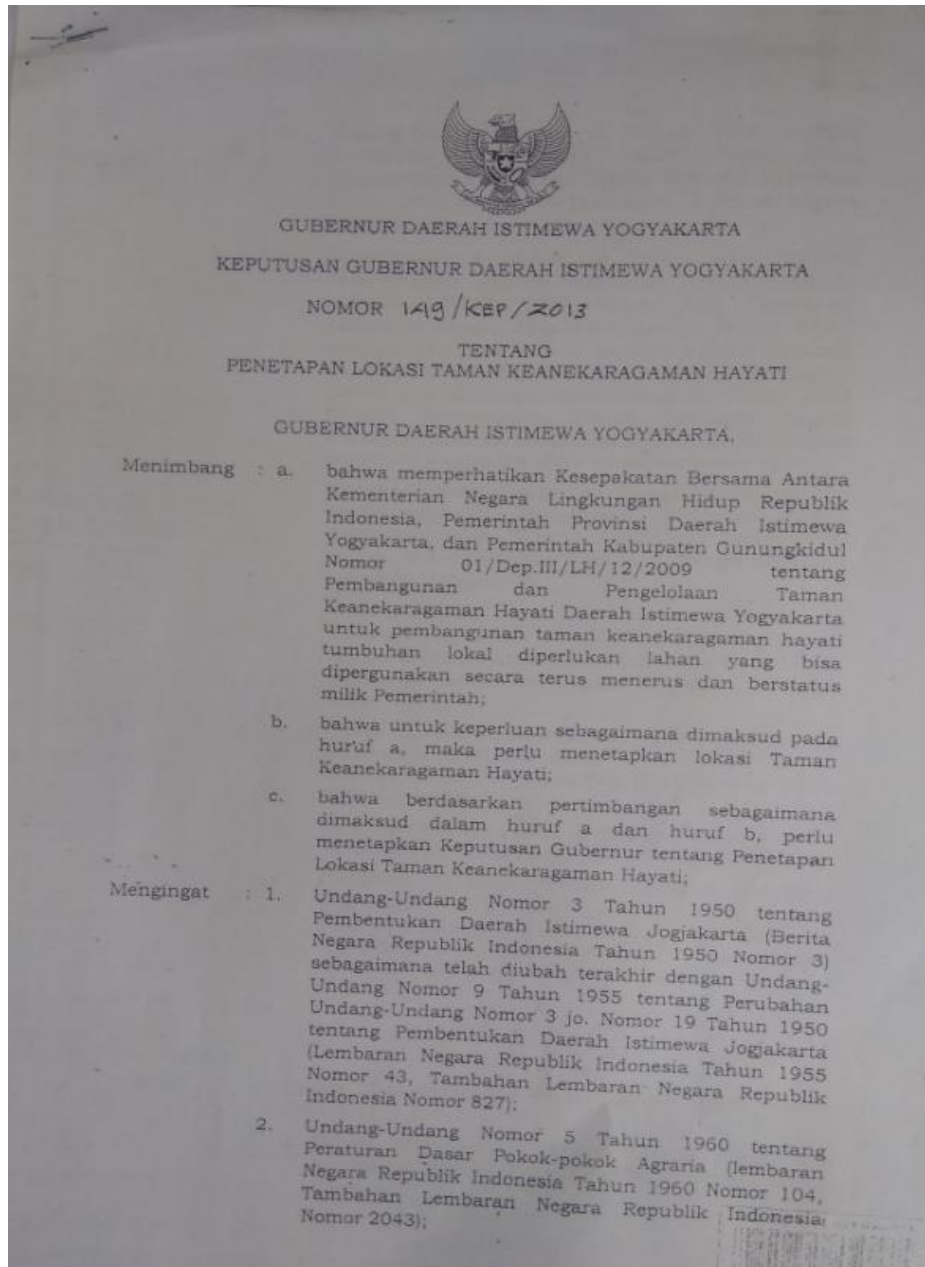 GUBERNUR DAERAH ISTIMEWA YOGYAKARTA
KEPUTUSAN GUBERNUR DAERAH ISTIMEWA YOGYAKARTA
NOMOR 149/KEP/2013
TENTANG
PENETAPAN LOKASI TAMAN KEANEKARAGAMAN HAYATI
GUBERNUR DAERAH ISTIMEWA YOGYAKARTA,
Menimbang : a. bahwa memperhatikan Kesepakatan Bersama Antara
Kementerian Negara Lingkungan Hidup Republik
Indonesia, Pemerintah Provinsi Daerah Istimewa
Yogyakarta, dan Pemerintah Kabupaten Gunungkidul
Nomor 01/Dep.III/LH/12/2009 tentang
Pembangunan dan Pengelolaan Taman
Keanekaragaman Hayati Daerah Istimewa Yogyakarta
untuk pembangunan taman keanekaragaman hayati
tumbuhan lokal diperlukan lahan yang bisa
dipergunakan secara terus menerus dan berstatus
milik Pemerintah;
b. bahwa untuk keperluan sebagaimana dimaksud pada
huruf a, maka perlu menetapkan lokasi Taman
Keanekaragaman Hayati;
c. bahwa berdasarkan pertimbangan sebagaimana
dimaksud dalam huruf a dan huruf b, perlu
menetapkan Keputusan Gubernur tentang Penetapan
Lokasi Taman Keanekaragaman Hayati;
Mengingat : 1. Undang-Undang Nomor 3 Tahun 1950 tentang
Pembentukan Daerah Istimewa Jogjakarta (Berita
Negara Republik Indonesia Tahun 1950 Nomor 3)
sebagaimana telah diubah terakhir dengan Undang-
Undang Nomor 9 Tahun 1955 tentang Perubahan
Undang-Undang Nomor 3 jo. Nomor 19 Tahun 1950
tentang Pembentukan Daerah Istimewa Jogjakarta
(Lembaran Negara Republik Indonesia Tahun 1955
Nomor 43, Tambahan Lembaran Negara Republik
Indonesia Nomor 827);
2. Undang-Undang Nomor 5 Tahun 1960 tentang
Peraturan Dasar Pokok-pokok Agraria (lembaran
Negara Republik Indonesia Tahun 1960 Nomor 104,
Tambahan Lembaran Negara Republik Indonesia
Nomor 2043);